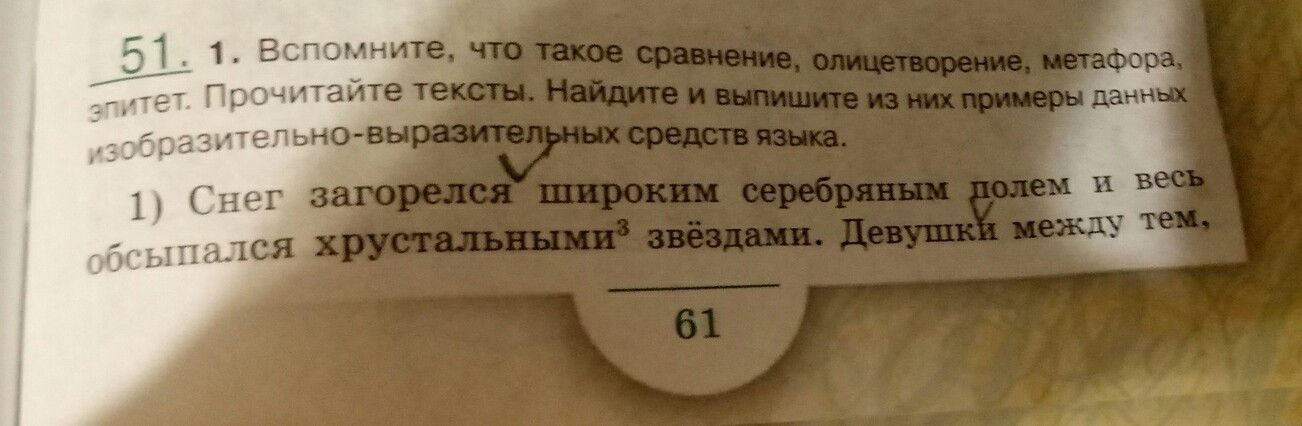 51. 1. Вспомните, что такое сравнение, олицетворение, метафора,
эпитет. Прочитайте тексты. Найдите и выпишите из них примеры данных
изобразительно-выразительных средств языка.
1) Снег загорелся широким серебряным полем и весь
обсыпался хрустальными³ звёздами. Девушки между тем,
61